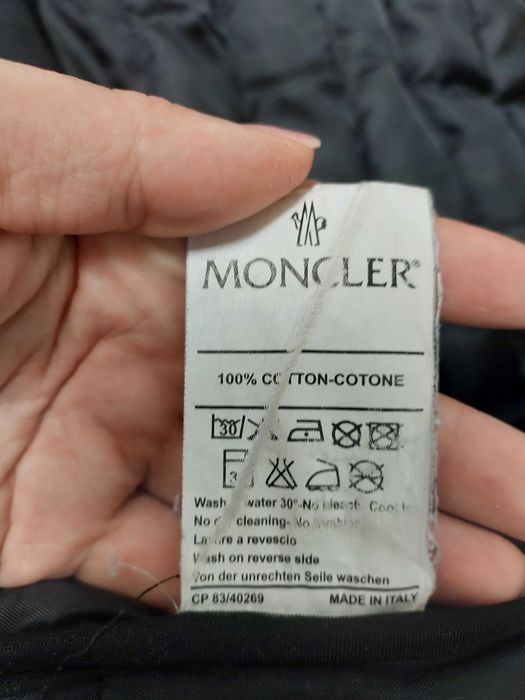 MONCLER®
100% COTTON-COTONE
30
Wash water 30°-No bleach
No cleaning-No
a revescio
Wash on reverse side
Von der unrechten Seile waschen
CP 83/40269 MADE IN ITALY